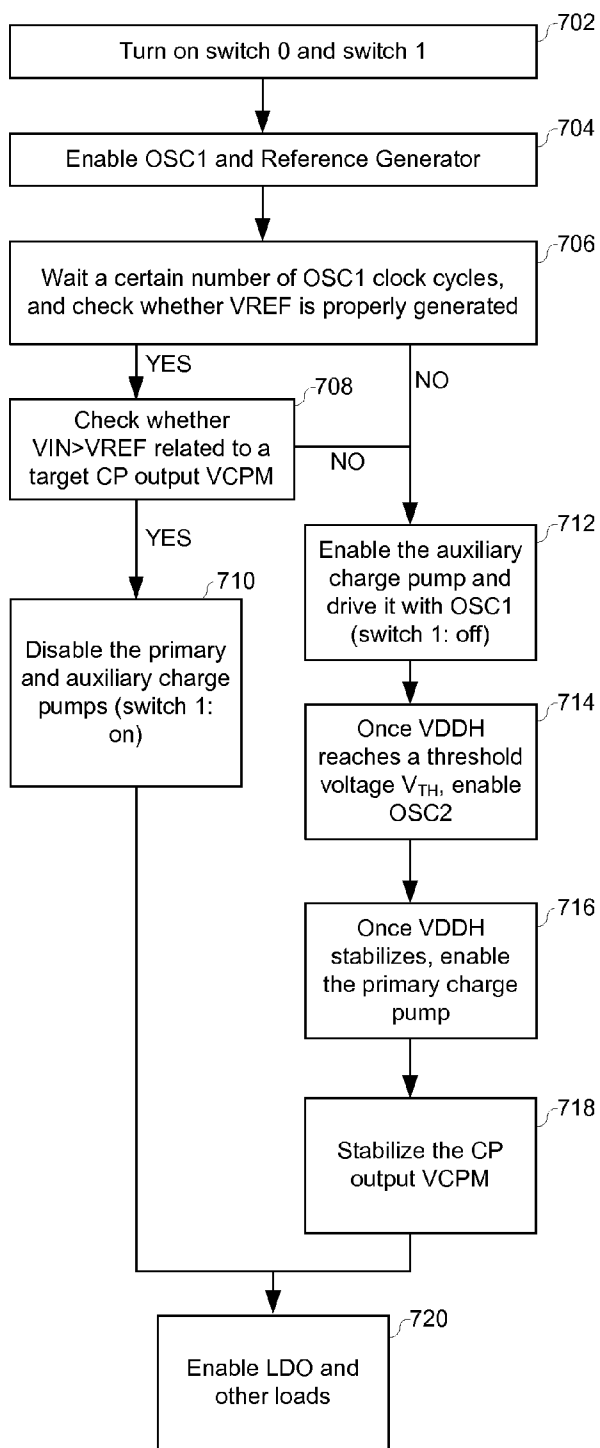 702
Turn on switch 0 and switch 1
704
Enable OSC1 and Reference Generator
706
Wait a certain number of OSC1 clock cycles,
and check whether VREF is properly generated
YES
NO
708
Check whether
VIN>VREF related to a
target CP output VCPM
NO
YES
710
Disable the primary
and auxiliary charge
pumps (switch 1:
on)
712
Enable the auxiliary
charge pump and
drive it with OSC1
(switch 1: off)
714
Once VDDH
reaches a threshold
voltage VTH, enable
OSC2
716
Once VDDH
stabilizes, enable
the primary charge
pump
718
Stabilize the CP
output VCPM
720
Enable LDO and
other loads